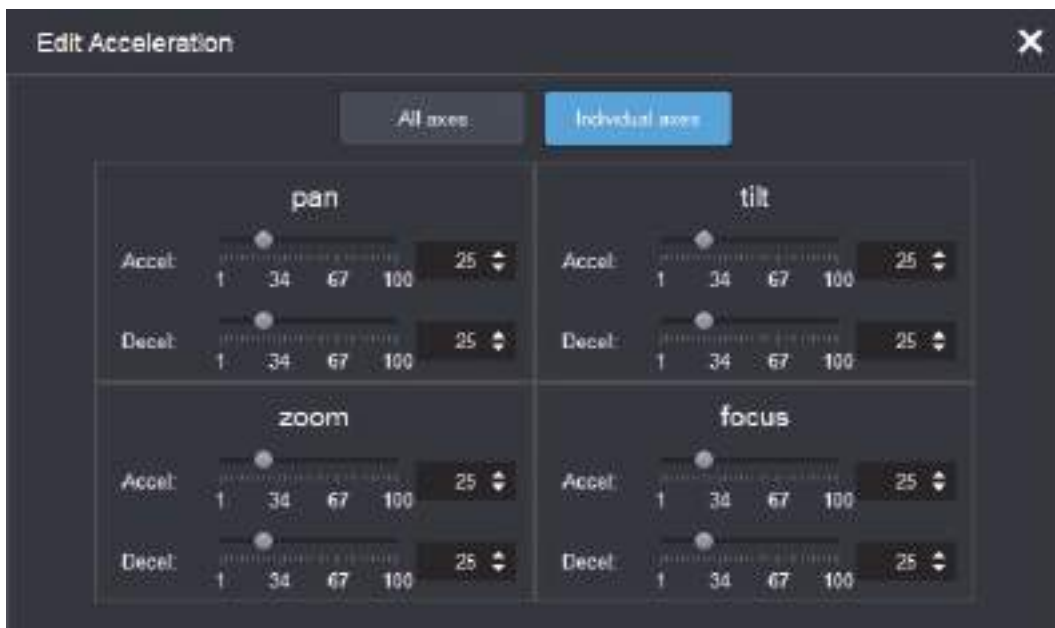 Edit Acceleration
All axes Individual axes
pan tilt
Accel: 25 Accel: 25
1 34 67 100 1 34 67 100
Decel: 25 Decel: 25
1 34 67 100 1 34 67 100
zoom focus
Accel: 25 Accel: 25
1 34 67 100 1 34 67 100
Decel: 25 Decel: 25
1 34 67 100 1 34 67 100